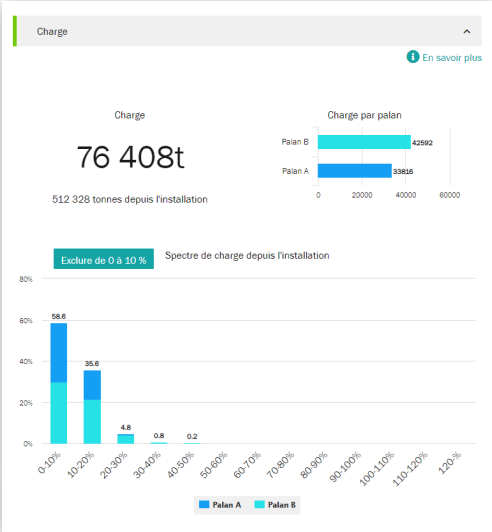 Charge
En savoir plus
Charge
76 408t
512 328 tonnes depuis l'installation
Charge par palan
Palan B
42592
Palan A
33816
0 20000 40000 60000
Exclure de 0 à 10 %
Spectre de charge depuis l'installation
80%
60%
40%
20%
0%
58.6
35.6
4.8
0.8
0.2
0-10% 10-20% 20-30% 30-40% 40-50% 50-60% 60-70% 70-80% 80-90% 90-100% 100-110% 110-120% 120-%
Palan A Palan B